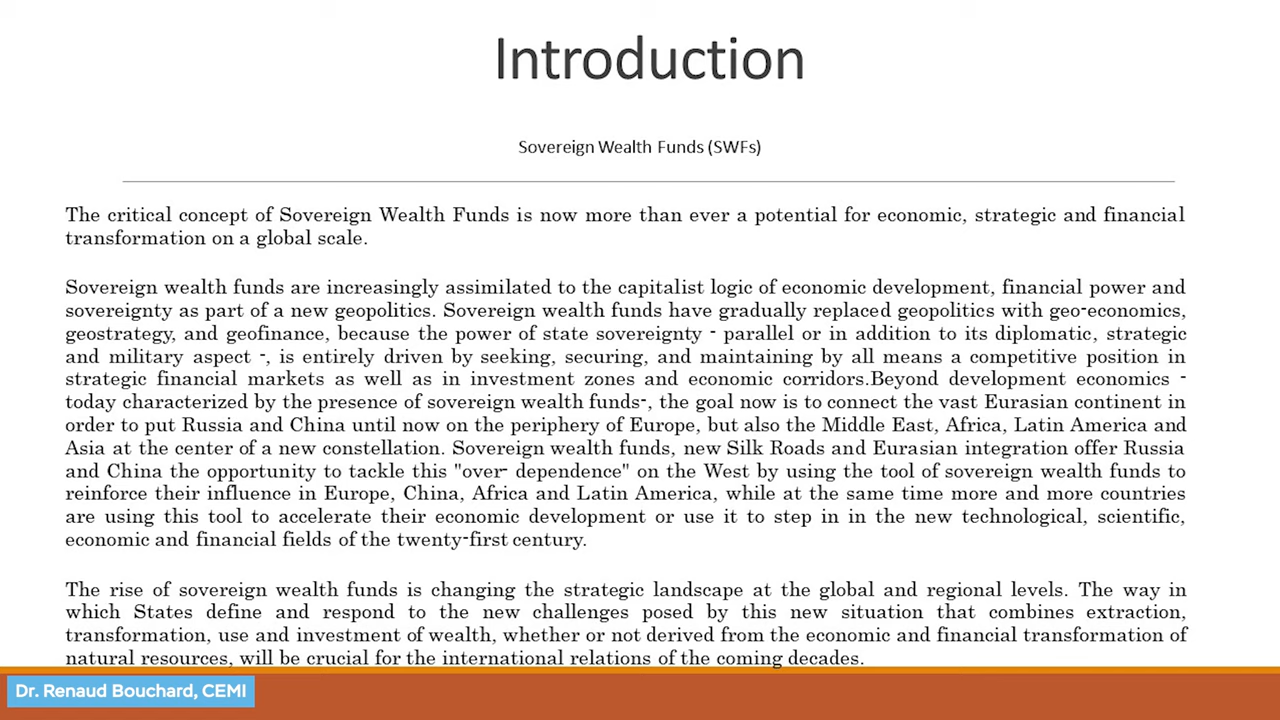 Introduction
Sovereign Wealth Funds (SWFs)
The critical concept of Sovereign Wealth Funds is now more than ever a potential for economic, strategic and financial
transformation on a global scale.
Sovereign wealth funds are increasingly assimilated to the capitalist logic of economic development, financial power and
sovereignty as part of a new geopolitics. Sovereign wealth funds have gradually replaced geopolitics with geo-economics,
geostrategy, and geofinance, because the power of state sovereignty - parallel or in addition to its diplomatic, strategic
and military aspect -, is entirely driven by seeking, securing, and maintaining by all means a competitive position in
strategic financial markets as well as in investment zones and economic corridors.Beyond development economics -
today characterized by the presence of sovereign wealth funds-, the goal now is to connect the vast Eurasian continent in
order to put Russia and China until now on the periphery of Europe, but also the Middle East, Africa, Latin America and
Asia at the center of a new constellation. Sovereign wealth funds, new Silk Roads and Eurasian integration offer Russia
and China the opportunity to tackle this "over- dependence" on the West by using the tool of sovereign wealth funds to
reinforce their influence in Europe, China, Africa and Latin America, while at the same time more and more countries
are using this tool to accelerate their economic development or use it to step in in the new technological, scientific,
economic and financial fields of the twenty-first century.
The rise of sovereign wealth funds is changing the strategic landscape at the global and regional levels. The way in
which States define and respond to the new challenges posed by this new situation that combines extraction,
transformation, use and investment of wealth, whether or not derived from the economic and financial transformation of
natural resources, will be crucial for the international relations of the coming decades.
Dr. Renaud Bouchard, CEMI